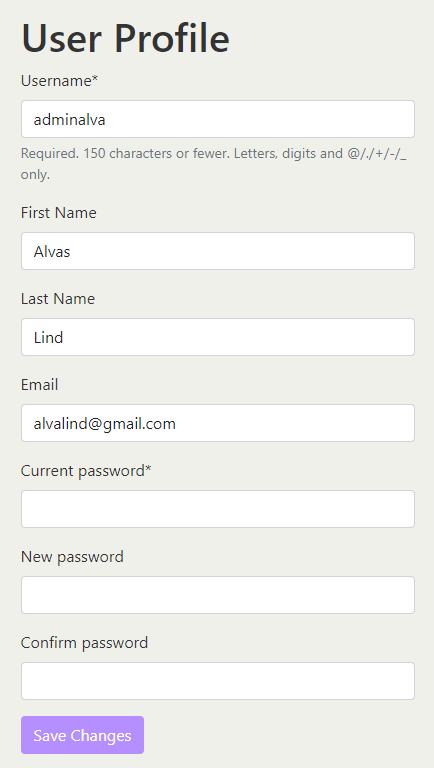 User Profile
Username*
adminalva
Required. 150 characters or fewer. Letters, digits and @/./+/-/_
only.
First Name
Alvas
Last Name
Lind
Email
alvalind@gmail.com
Current password*
New password
Confirm password
Save Changes